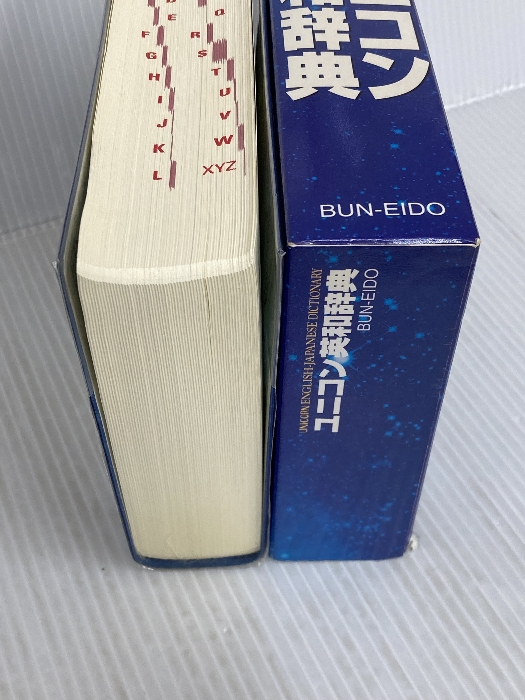 D
E
F
G
H
I
J
K
L
Q
R
S
T
U
V
W
XYZ
ニコン
辞典
BUN-EIDO
UNICORN ENGLISH-JAPANESE DICTIONARY
ユニコン英和辞典
BUN-EIDO